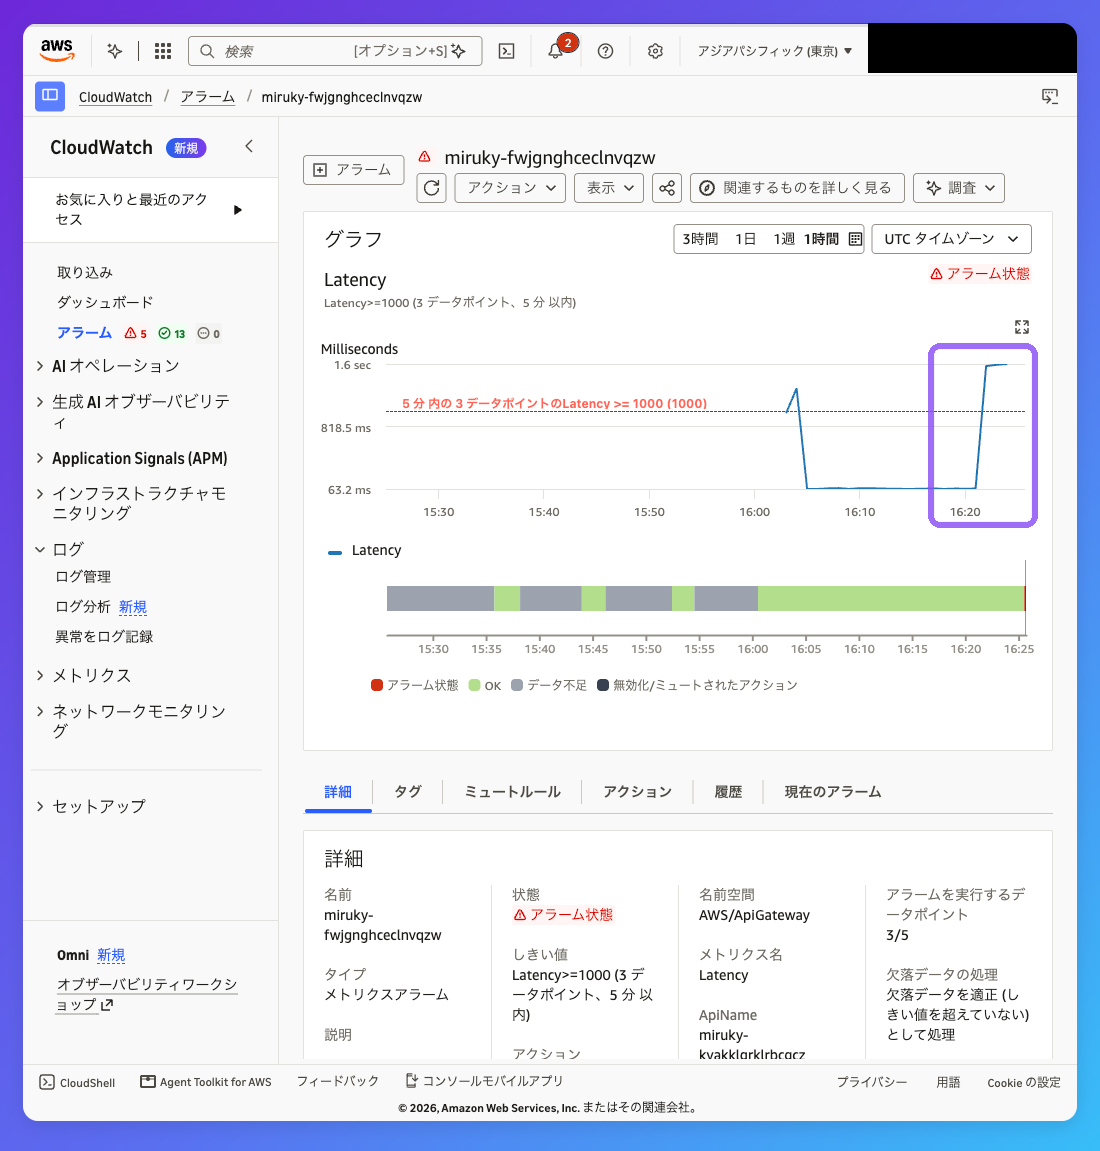 aws
検索
[オプション+S]
2
アジアパシフィック (東京) ▼
CloudWatch / アラーム / miruky-fwjgnghceclnvqzw
CloudWatch 新規
お気に入りと最近のアク
セス
取り込み
ダッシュボード
アラーム 5 13 0
AI オペレーション
生成 AI オブザーバビリテ
ィ
Application Signals (APM)
インフラストラクチャモ
ニタリング
ログ
ログ管理
ログ分析 新規
異常をログ記録
メトリクス
ネットワークモニタリン
グ
セットアップ
Omni 新規
オブザーバビリティワークシ
ョップ
アラーム
miruky-fwjgnghceclnvqzw
アクション
表示
関連するものを詳しく見る
調査
グラフ
3時間 1日 1週 1時間
UTC タイムゾーン
Latency
アラーム状態
Latency>=1000 (3 データポイント、5 分 以内)
Milliseconds
1.6 sec
5 分 内の 3 データポイントのLatency >= 1000 (1000)
818.5 ms
63.2 ms
15:30 15:40 15:50 16:00 16:10 16:20
Latency
15:30 15:35 15:40 15:45 15:50 15:55 16:00 16:05 16:10 16:15 16:20 16:25
アラーム状態 OK データ不足 無効化/ミュートされたアクション
詳細 タグ ミュートルール アクション 履歴 現在のアラーム
詳細
名前
miruky-
fwjgnghceclnvqzw
タイプ
メトリクスアラーム
説明
状態
アラーム状態
しきい値
Latency>=1000 (3 デ
ータポイント、5 分 以
内)
アクション
名前空間
AWS/ApiGateway
メトリクス名
Latency
ApiName
miruky-
kvakklqrklrbcgcz
アラームを実行するデ
ータポイント
3/5
欠落データの処理
欠落データを適正 (し
きい値を超えていない)
として処理
CloudShell Agent Toolkit for AWS フィードバック コンソールモバイルアプリ プライバシー 用語 Cookie の設定
© 2026, Amazon Web Services, Inc. またはその関連会社。